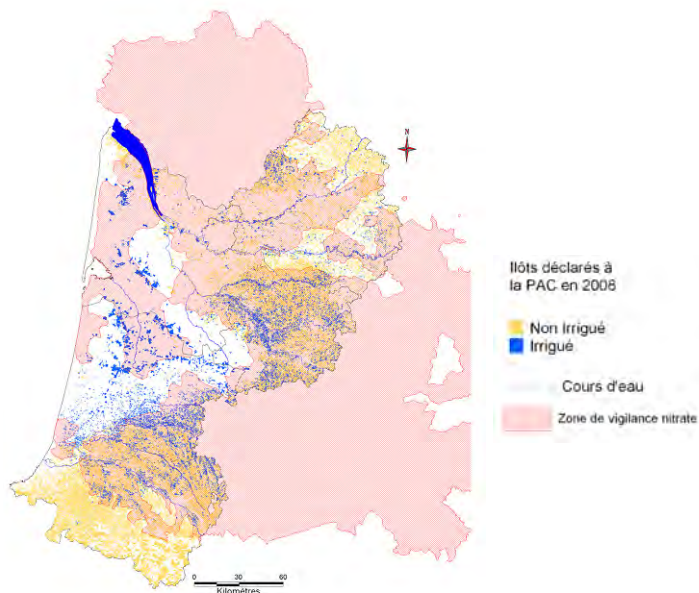 N
Ilôts déclarés à
la PAC en 2008
Non Irrigué
Irrigué
Cours d'eau
Zone de vigilance nitrate
0 30 60
Kilomètres